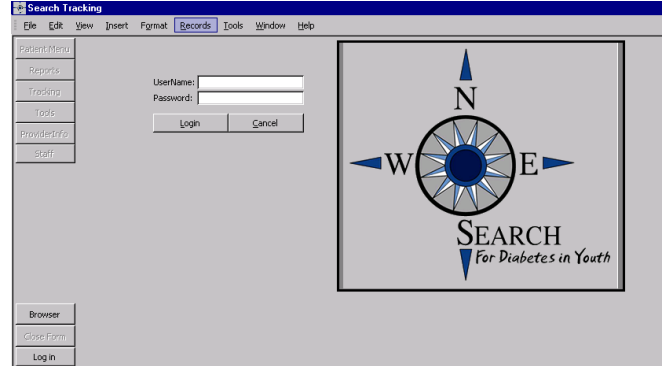 Search Tracking
File Edit View Insert Format Records Tools Window Help
Patient Menu
Reports
Tracking
Tools
ProviderInfo
Staff
UserName:
Password:
Login Cancel
N
W E
SEARCH
For Diabetes in Youth
Browser
Close Form
Log in